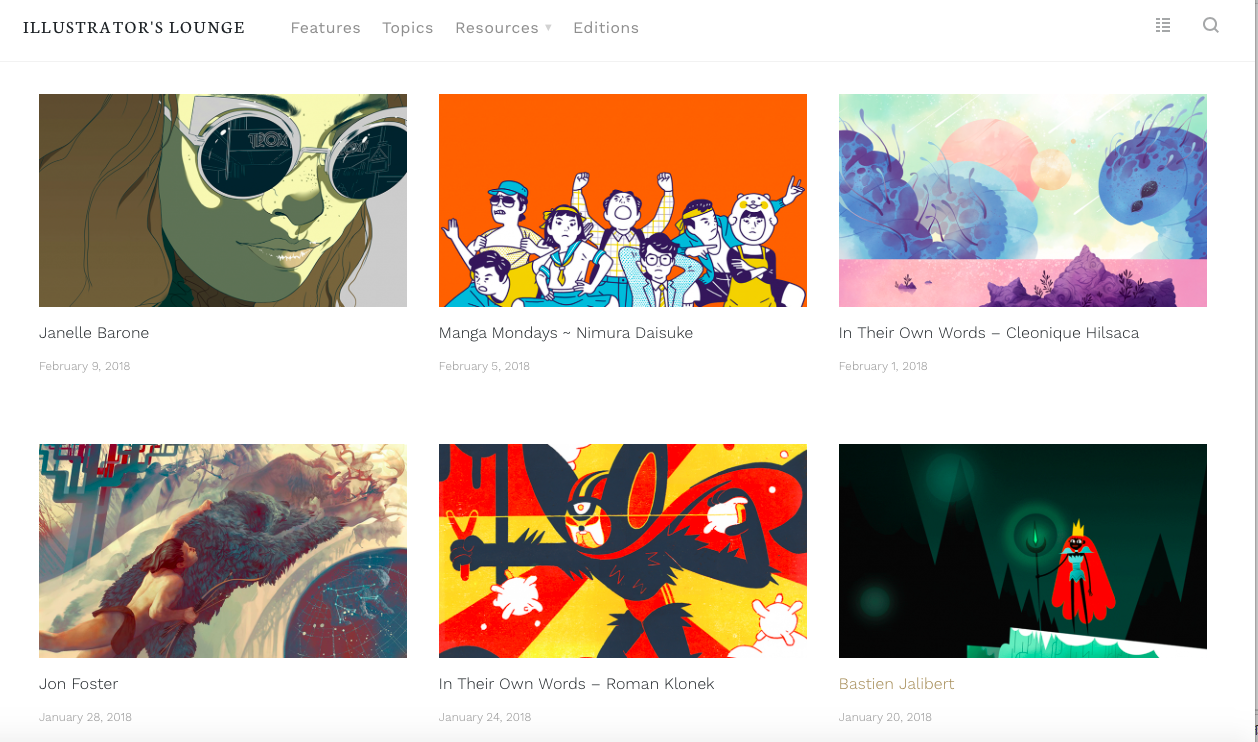 ILLUSTRATOR'S LOUNGE Features Topics Resources ▾ Editions
Janelle Barone
February 9, 2018
Manga Mondays ~ Nimura Daisuke
February 5, 2018
In Their Own Words – Cleonique Hilsaca
February 1, 2018
Jon Foster
January 28, 2018
In Their Own Words – Roman Klonek
January 24, 2018
Bastien Jalibert
January 20, 2018